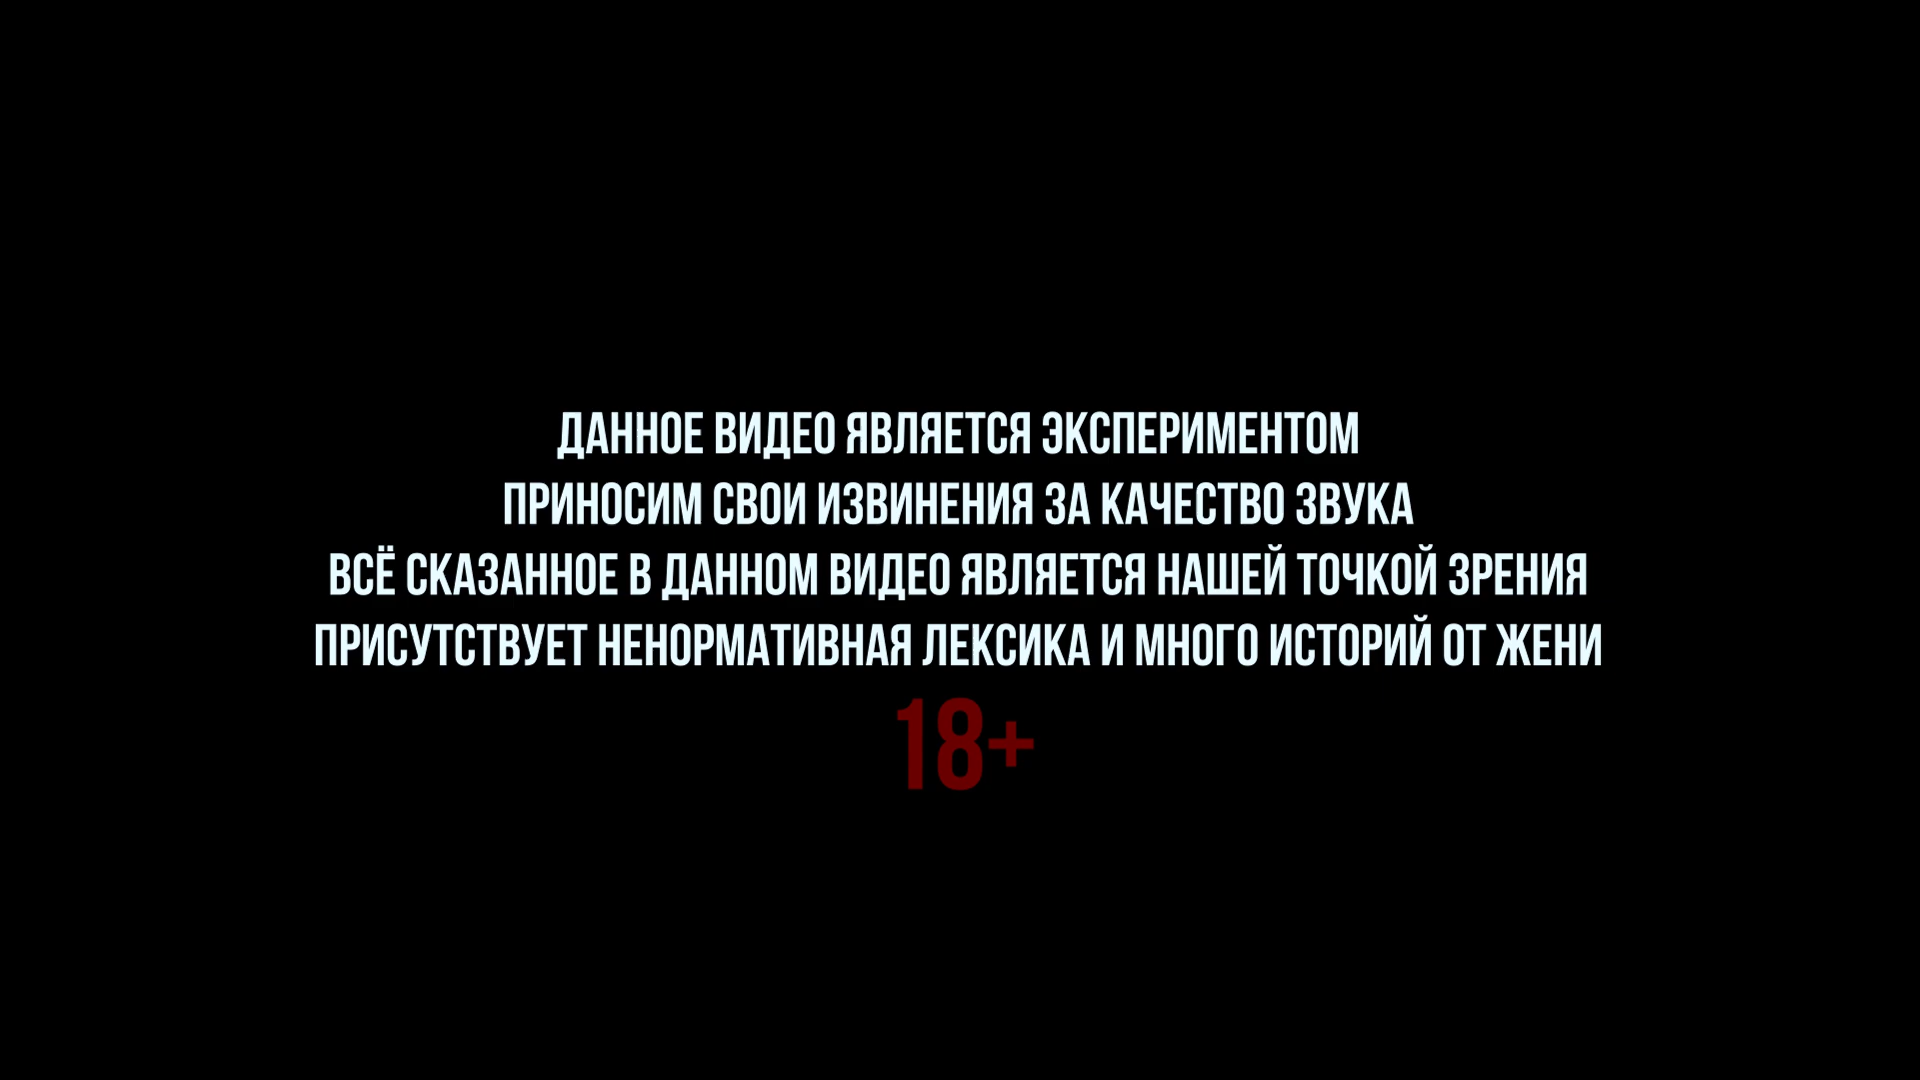 ДАННОЕ ВИДЕО ЯВЛЯЕТСЯ ЭКСПЕРИМЕНТОМ
ПРИНОСИМ СВОИ ИЗВИНЕНИЯ ЗА КАЧЕСТВО ЗВУКА
ВСЁ СКАЗАННОЕ В ДАННОМ ВИДЕО ЯВЛЯЕТСЯ НАШЕЙ ТОЧКОЙ ЗРЕНИЯ
ПРИСУТСТВУЕТ НЕНОРМАТИВНАЯ ЛЕКСИКА И МНОГО ИСТОРИЙ ОТ ЖЕНИ
18+